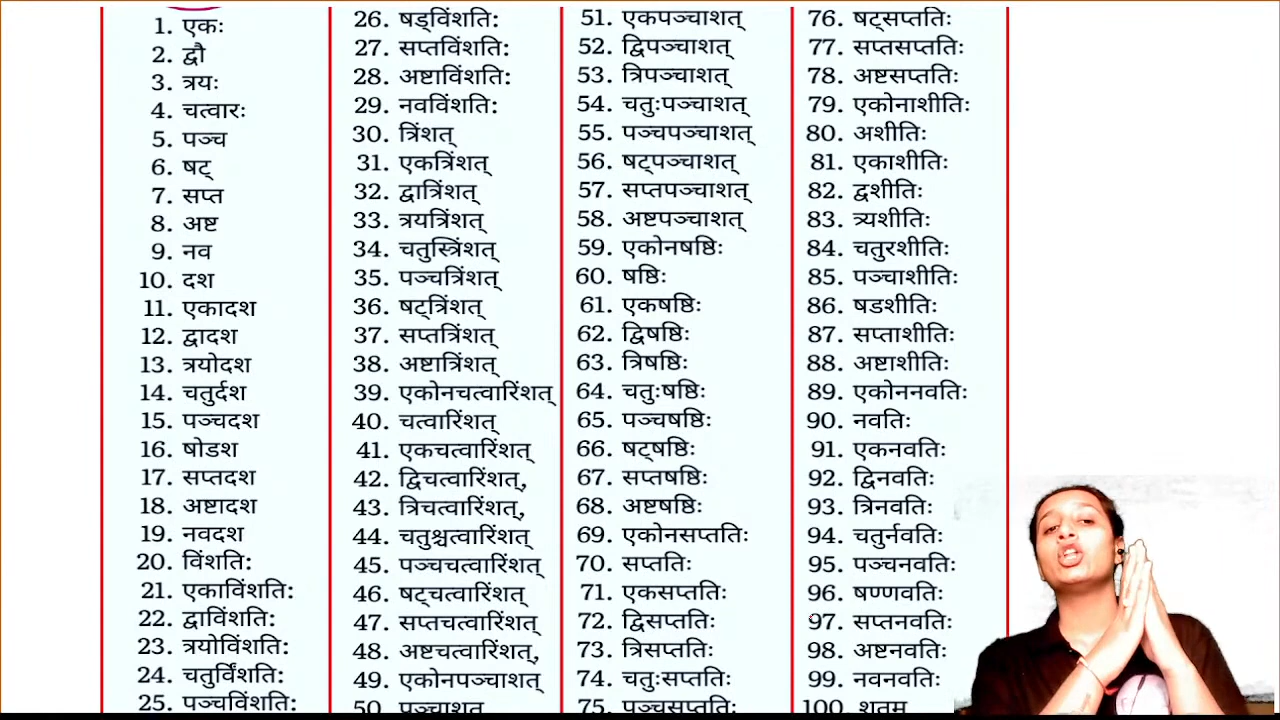 1. एकः
2. द्वौ
3. त्रयः
4. चत्वारः
5. पञ्च
6. षट्
7. सप्त
8. अष्ट
9. नव
10. दश
11. एकादश
12. द्वादश
13. त्रयोदश
14. चतुर्दश
15. पञ्चदश
16. षोडश
17. सप्तदश
18. अष्टादश
19. नवदश
20. विंशति:
21. एकाविंशति:
22. द्वाविंशति:
23. त्रयोविंशति:
24. चतुर्विंशति:
25. पञ्चविंशति:
26. षड्विंशति:
27. सप्तविंशति:
28. अष्टाविंशति:
29. नवविंशति:
30. त्रिंशत्
31. एकत्रिंशत्
32. द्वात्रिंशत्
33. त्रयत्रिंशत्
34. चतुस्त्रिंशत्
35. पञ्चत्रिंशत्
36. षट्त्रिंशत्
37. सप्तत्रिंशत्
38. अष्टात्रिंशत्
39. एकोनचत्वारिंशत्
40. चत्वारिंशत्
41. एकचत्वारिंशत्
42. द्विचत्वारिंशत्,
43. त्रिचत्वारिंशत्,
44. चतुश्चत्वारिंशत्
45. पञ्चचत्वारिंशत्
46. षट्चत्वारिंशत्
47. सप्तचत्वारिंशत्
48. अष्टचत्वारिंशत्,
49. एकोनपञ्चाशत्
50. पञ्चाशत्
51. एकपञ्चाशत्
52. द्विपञ्चाशत्
53. त्रिपञ्चाशत्
54. चतुःपञ्चाशत्
55. पञ्चपञ्चाशत्
56. षट्पञ्चाशत्
57. सप्तपञ्चाशत्
58. अष्टपञ्चाशत्
59. एकोनषष्ठिः
60. षष्ठिः
61. एकषष्ठिः
62. द्विषष्ठिः
63. त्रिषष्ठिः
64. चतुःषष्ठिः
65. पञ्चषष्ठिः
66. षट्षष्ठिः
67. सप्तषष्ठिः
68. अष्टषष्ठिः
69. एकोनसप्ततिः
70. सप्ततिः
71. एकसप्ततिः
72. द्विसप्ततिः
73. त्रिसप्ततिः
74. चतुःसप्ततिः
75. पञ्चसप्ततिः
76. षट्सप्ततिः
77. सप्तसप्ततिः
78. अष्टसप्ततिः
79. एकोनाशीतिः
80. अशीतिः
81. एकाशीतिः
82. द्वशीतिः
83. त्र्यशीतिः
84. चतुरशीतिः
85. पञ्चाशीतिः
86. षडशीतिः
87. सप्ताशीतिः
88. अष्टाशीतिः
89. एकोननवतिः
90. नवतिः
91. एकनवतिः
92. द्विनवतिः
93. त्रिनवतिः
94. चतुर्नवतिः
95. पञ्चनवतिः
96. षण्णवतिः
97. सप्तनवतिः
98. अष्टनवतिः
99. नवनवतिः
100. शतम्